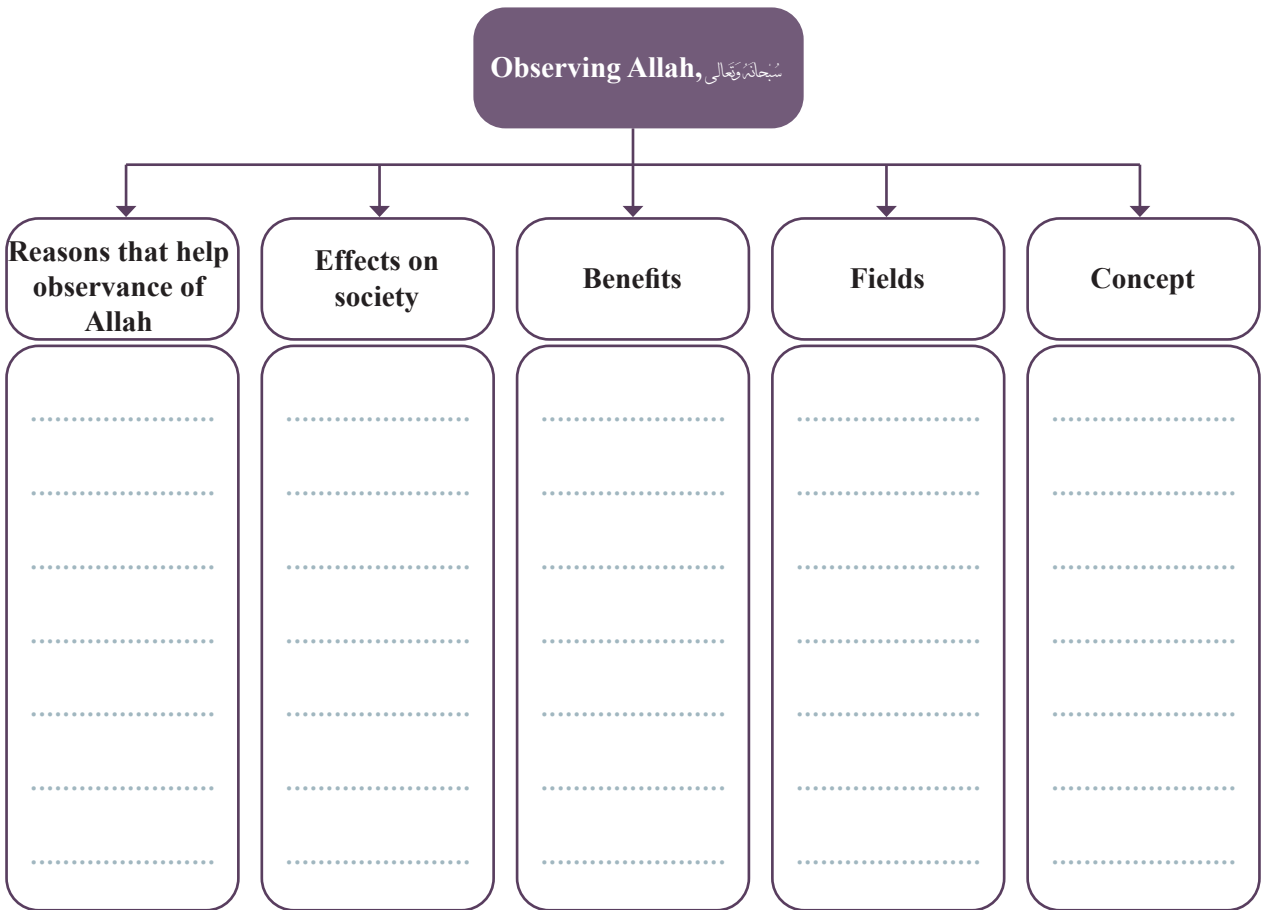 Observing Allah, سُبْحَانَهُ وَتَعَالَى
Reasons that help
observance of
Allah
Effects on
society
Benefits
Fields
Concept